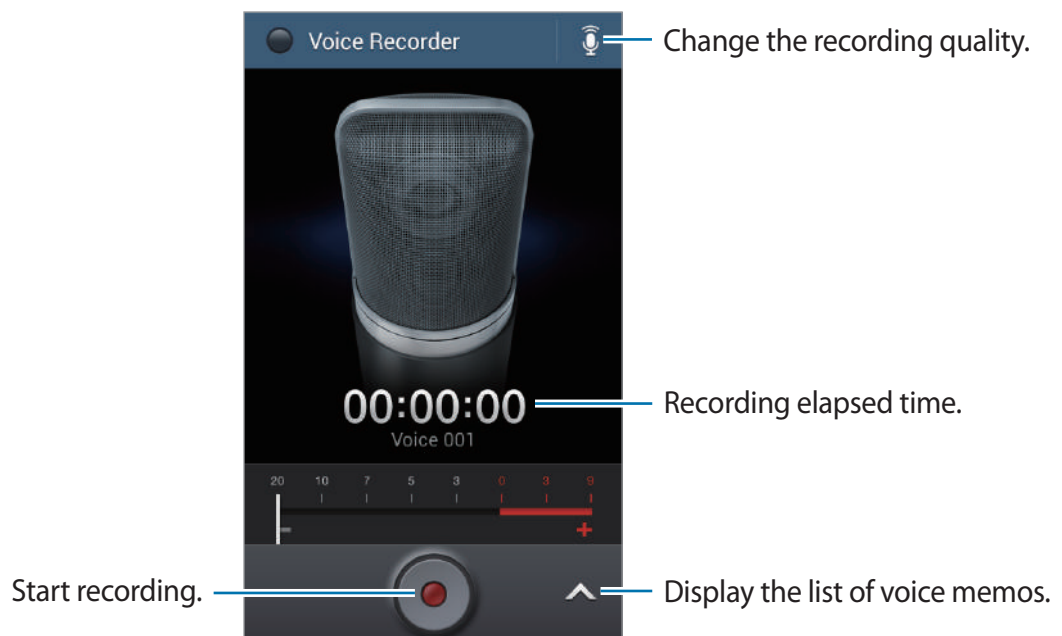 Voice Recorder
Change the recording quality.
00:00:00
Recording elapsed time.
Voice 001
20 10 7 5 3 0 3 9
- +
Start recording.
Display the list of voice memos.